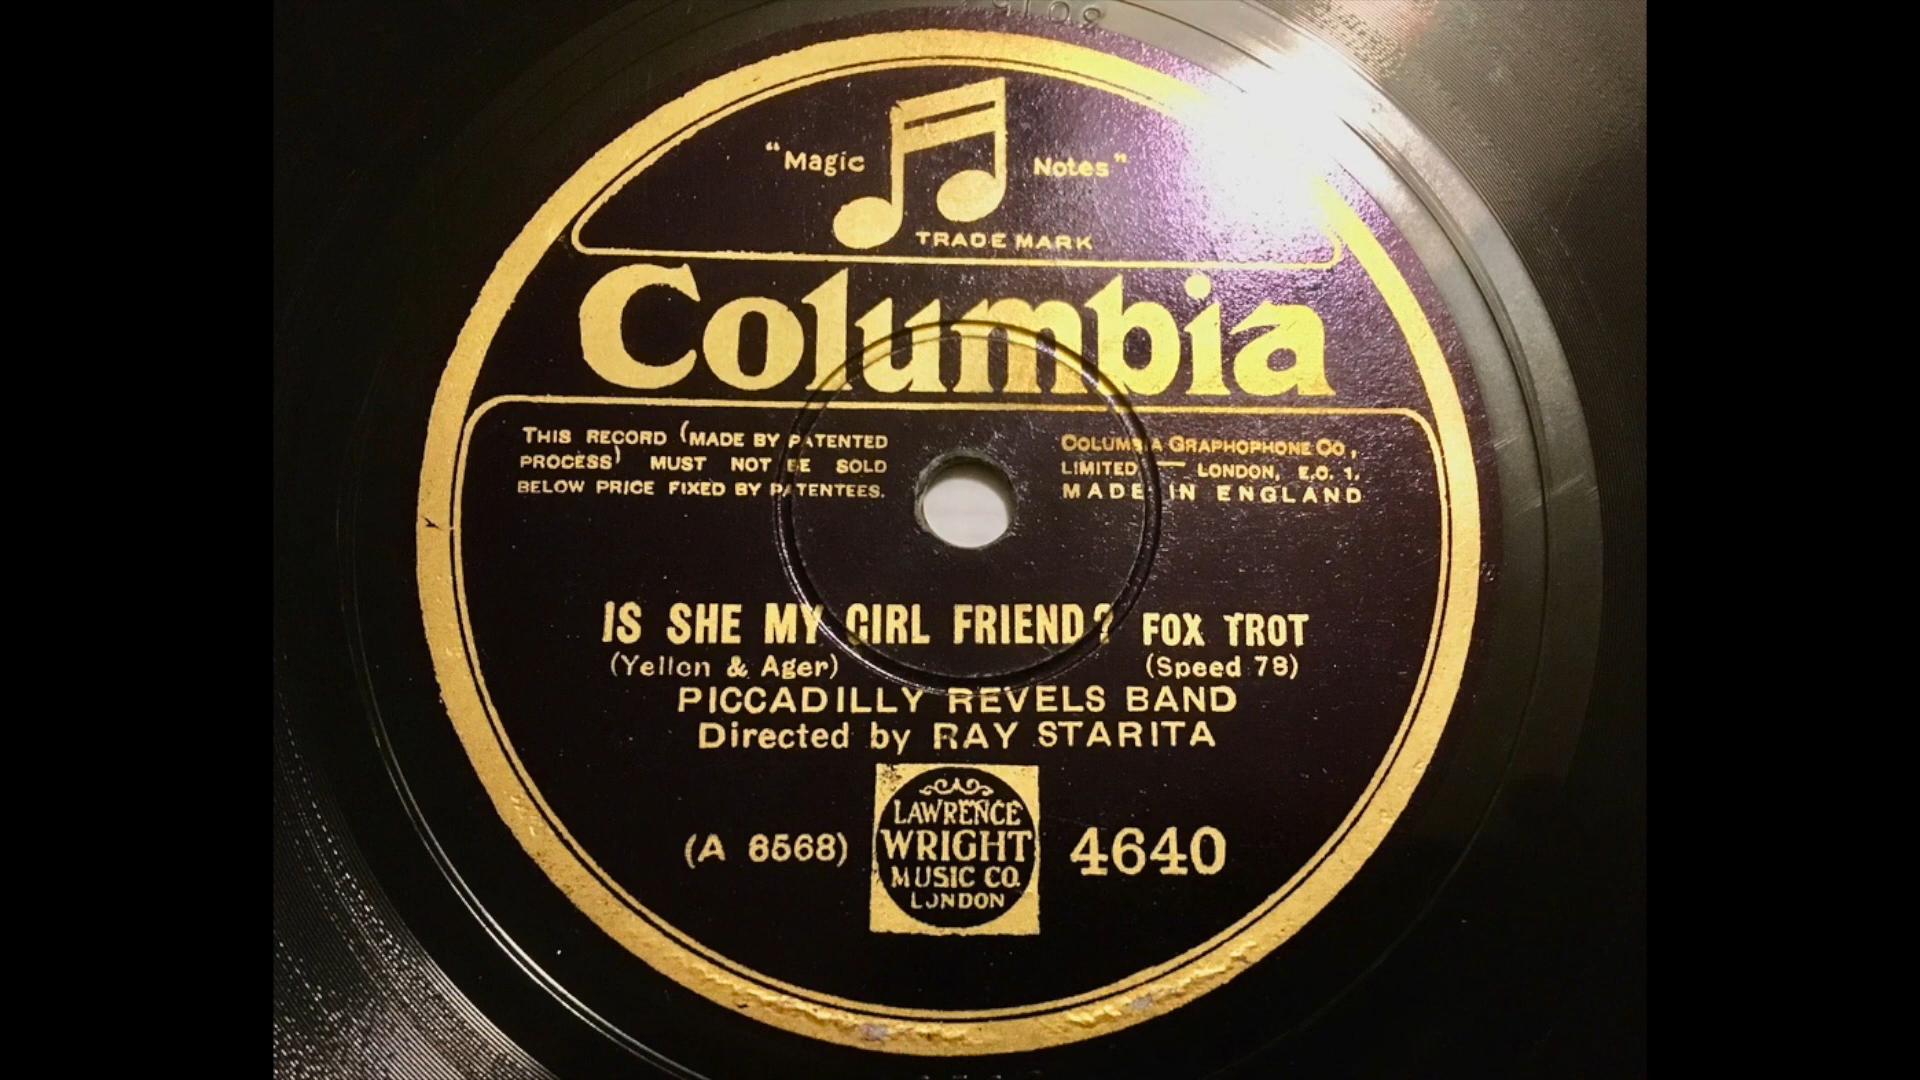 "Magic Notes"
TRADE MARK
Columbia
THIS RECORD (MADE BY PATENTED
PROCESS) MUST NOT BE SOLD
BELOW PRICE FIXED BY PATENTEES.
COLUMBIA GRAPHOPHONE CO,
LIMITED — LONDON, E.C. 1.
MADE IN ENGLAND
IS SHE MY GIRL FRIEND? FOX TROT
(Yellen & Ager) (Speed 78)
PICCADILLY REVELS BAND
Directed by RAY STARITA
(A 6568)
LAWRENCE
WRIGHT
MUSIC CO.
LONDON
4640